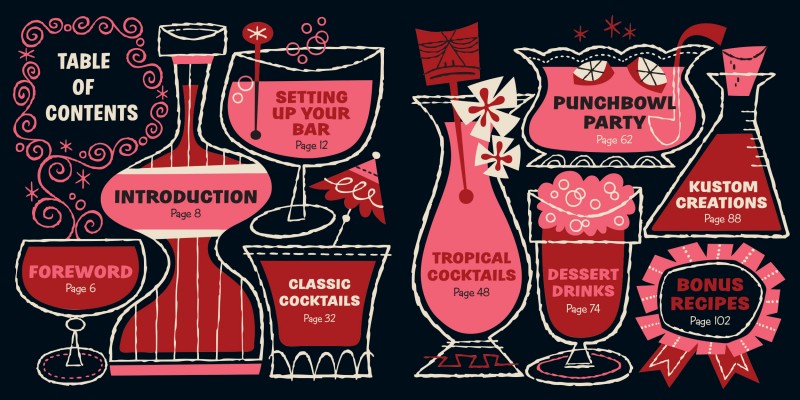 TABLE
OF
CONTENTS
SETTING
UP YOUR
BAR
Page 12
INTRODUCTION
Page 8
FOREWORD
Page 6
CLASSIC
COCKTAILS
Page 32
PUNCHBOWL
PARTY
Page 62
KUSTOM
CREATIONS
Page 88
TROPICAL
COCKTAILS
Page 48
DESSERT
DRINKS
Page 74
BONUS
RECIPES
Page 102